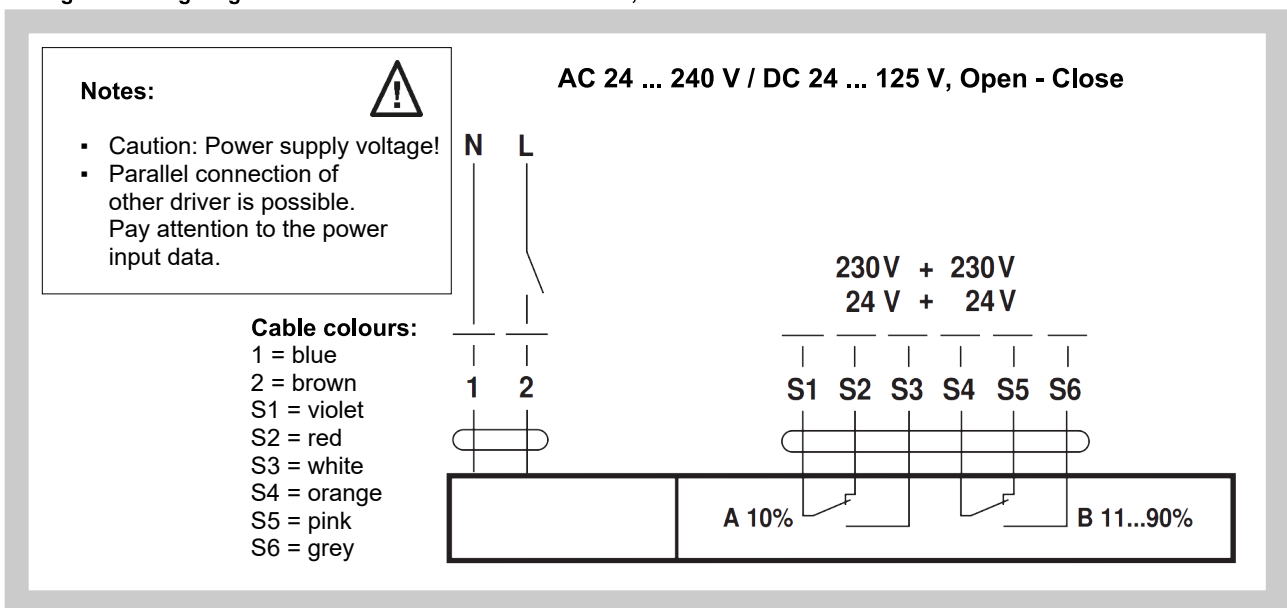 Notes:
▪ Caution: Power supply voltage!
▪ Parallel connection of
other driver is possible.
Pay attention to the power
input data.
AC 24 ... 240 V / DC 24 ... 125 V, Open - Close
N L
230 V + 230 V
24 V + 24 V
Cable colours:
1 = blue
2 = brown
S1 = violet
S2 = red
S3 = white
S4 = orange
S5 = pink
S6 = grey
1 2
S1 S2 S3 S4 S5 S6
A 10%
B 11...90%